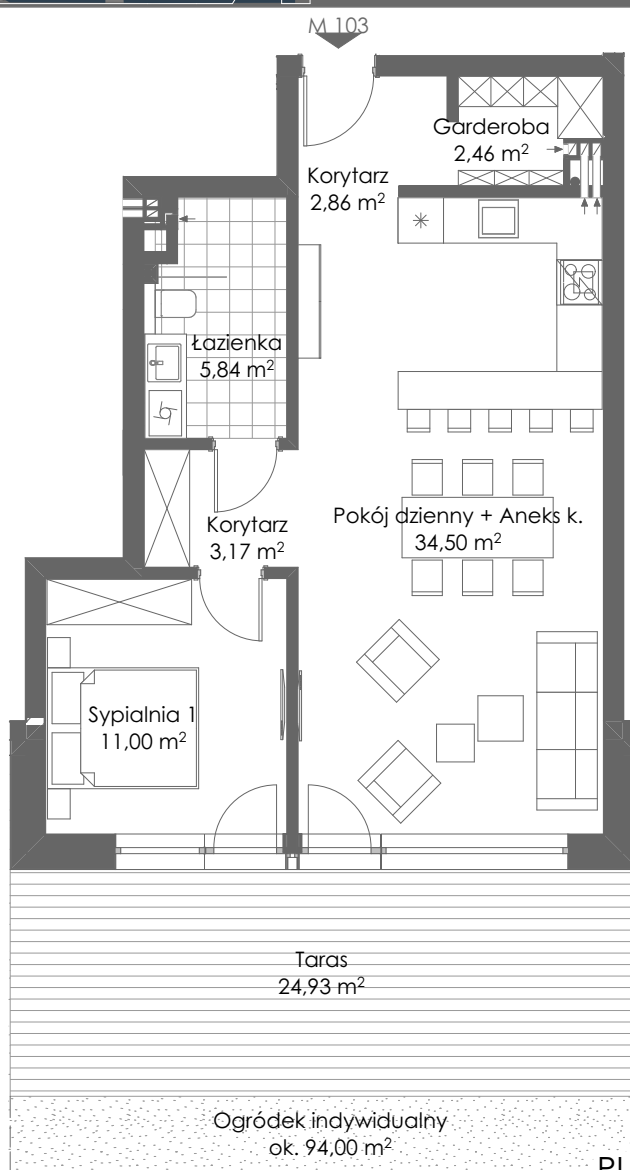 M 103
Garderoba
2,46 m²
Korytarz
2,86 m²
Łazienka
5,84 m²
Korytarz
3,17 m²
Pokój dzienny + Aneks k.
34,50 m²
Sypialnia 1
11,00 m²
Taras
24,93 m²
Ogródek indywidualny
ok. 94,00 m²